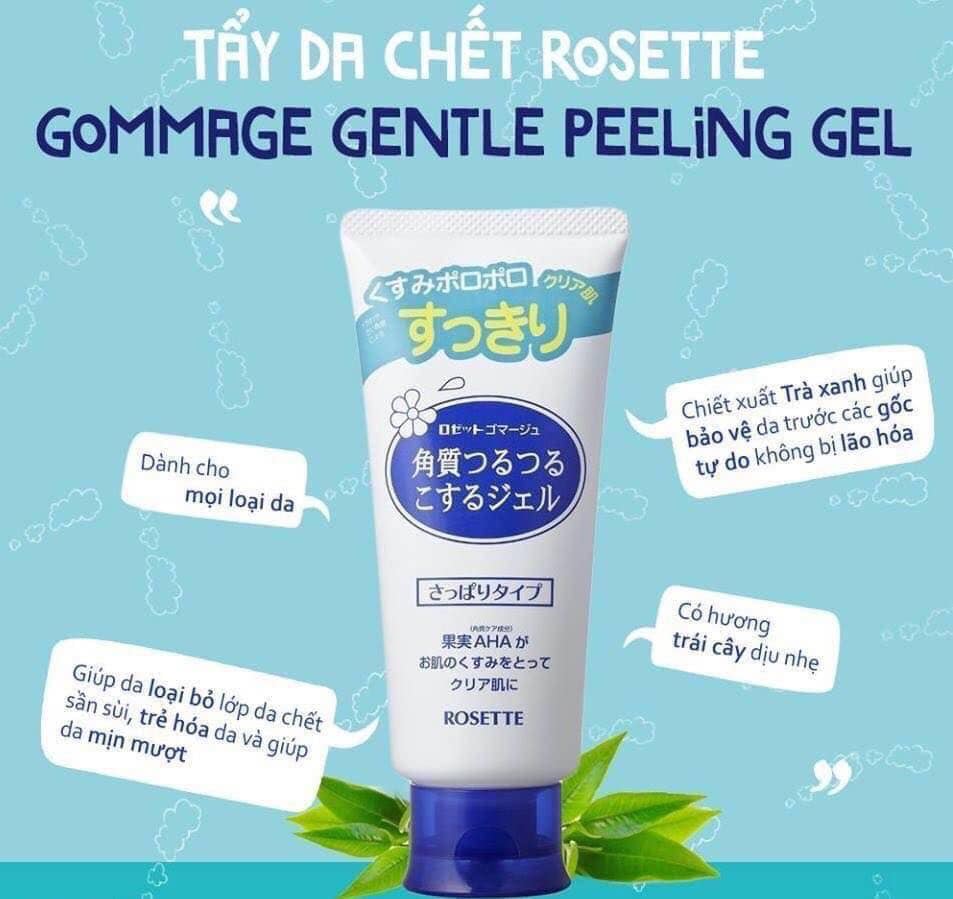 TẨY DA CHẾT ROSETTE
GOMMAGE GENTLE PEELING GEL
くすみポロポロ
クリア肌
すっきり
ロゼットゴマージュ
角質つるつる
こするジェル
さっぱりタイプ
(角質ケア成分)
果実AHAが
お肌のくすみをとって
クリア肌に
ROSETTE
Dành cho
mọi loại da
Giúp da loại bỏ lớp da chết
sần sùi, trẻ hóa da và giúp
da mịn mượt
Chiết xuất Trà xanh giúp
bảo vệ da trước các gốc
tự do không bị lão hóa
Có hương
trái cây dịu nhẹ